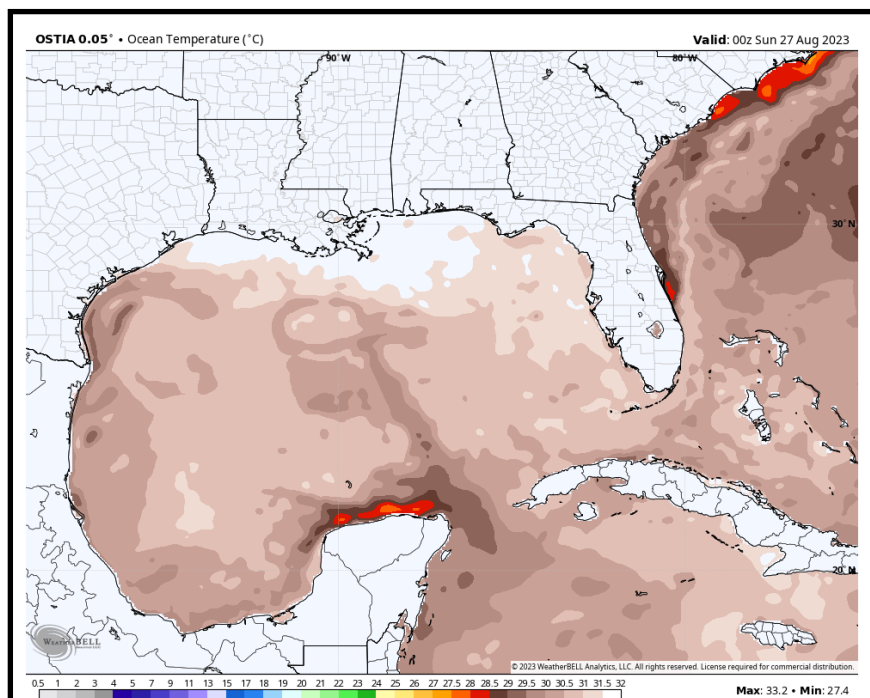 OSTIA 0.05° • Ocean Temperature (°C)
Valid: 00z Sun 27 Aug 2023
90°W
80°W
30°N
20°N
WEATHERBELL
© 2023 WeatherBELL Analytics, LLC. All rights reserved. License required for commercial distribution.
0.5 1 2 3 4 5 7 9 11 13 15 17 18 19 20 21 22 23 24 25 26 27 27.5 28 28.5 29 29.5 30 30.5 31 31.5 32
Max: 33.2 • Min: 27.4